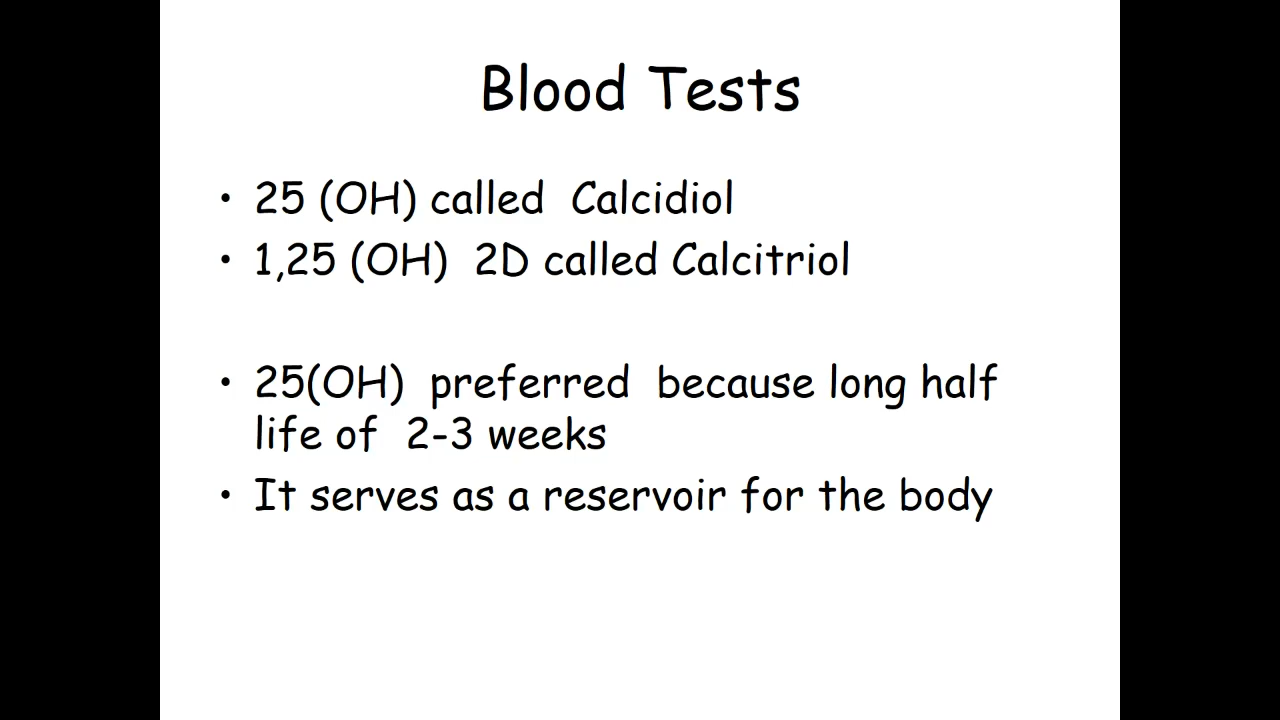 Blood Tests
• 25 (OH) called Calcidiol
• 1,25 (OH) 2D called Calcitriol
• 25(OH) preferred because long half
life of 2-3 weeks
• It serves as a reservoir for the body